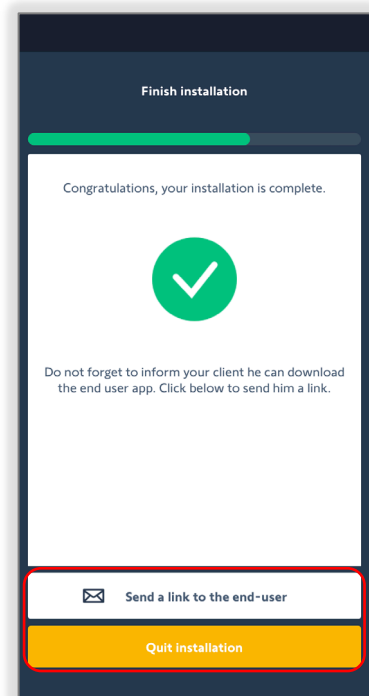 Finish installation
Congratulations, your installation is complete.
Do not forget to inform your client he can download
the end user app. Click below to send him a link.
Send a link to the end-user
Quit installation